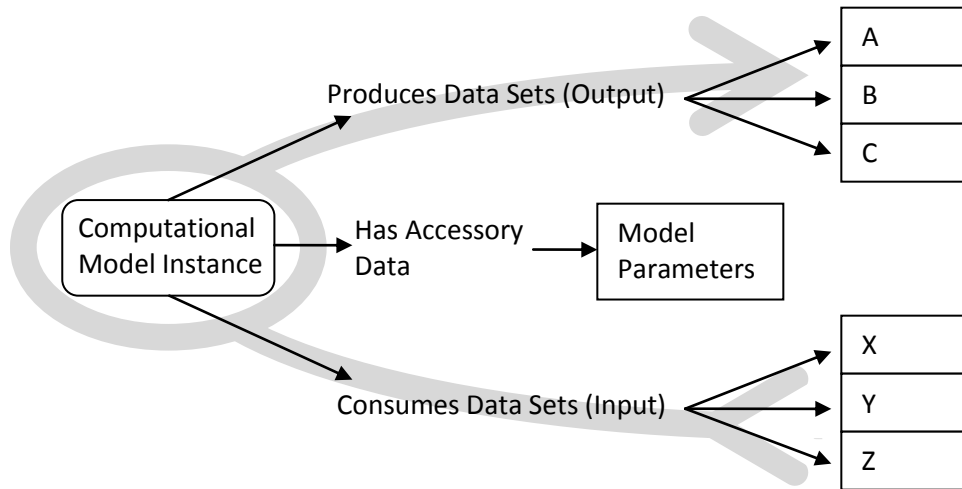 A
Produces Data Sets (Output)
B
C
Computational
Model Instance
Has Accessory
Data
Model
Parameters
X
Consumes Data Sets (Input)
Y
Z